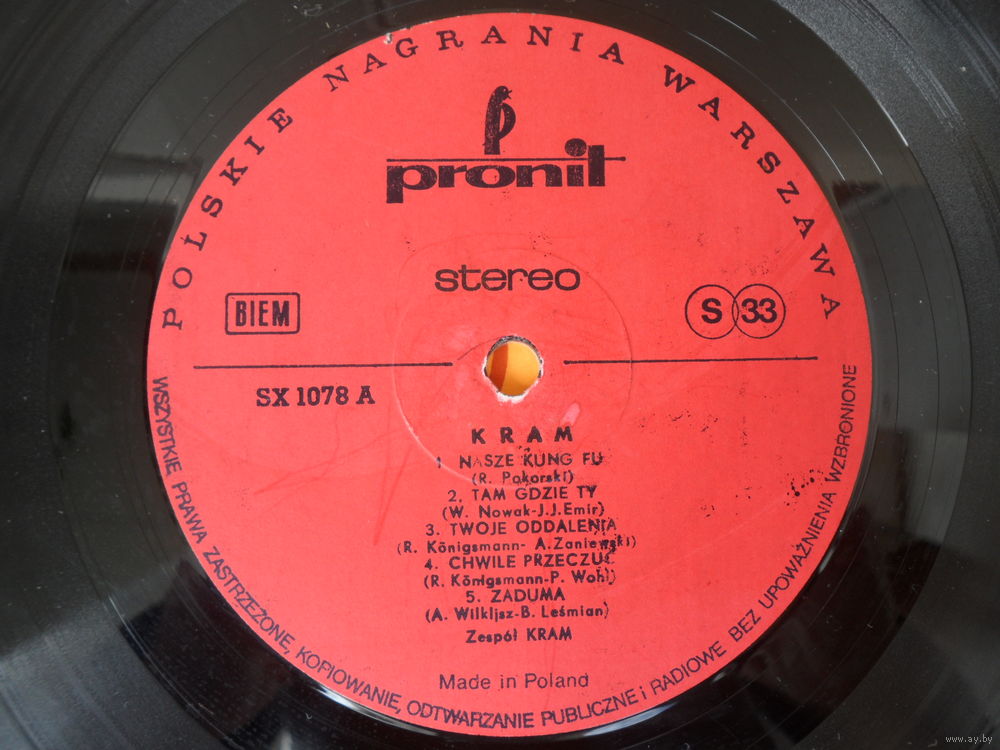 POLSKIE NAGRANIA WARSZAWA
pronit
stereo
BIEM
S 33
SX 1078 A
KRAM
1 NASZE KUNG FU
(R. Pokorski)
2. TAM GDZIE TY
(W. Nowak-J.J.Emir)
3. TWOJE ODDALENIA
(R. Königsmann- A.Zaniewski)
4. CHWILE PRZECZUĆ
(R. Königsmann-P. Wohl)
5. ZADUMA
(A. Wilkljsz-B. Leśmian)
Zespół KRAM
Made in Poland
WSZYSTKIE PRAWA ZASTRZEŻONE, KOPIOWANIE, ODTWARZANIE PUBLICZNE i RADIOWE BEZ UPOWAŻNIENIA WZBRONIONE
www.ay.by